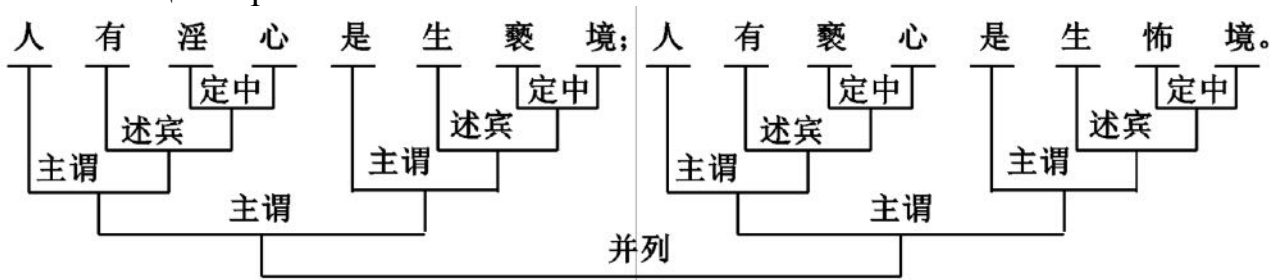 人 有 淫 心 是 生 亵 境; 人 有 亵 心 是 生 怖 境。
定中 定中 定中 定中
述宾 述宾 述宾 述宾
主谓 主谓 主谓 主谓
主谓 主谓
并列